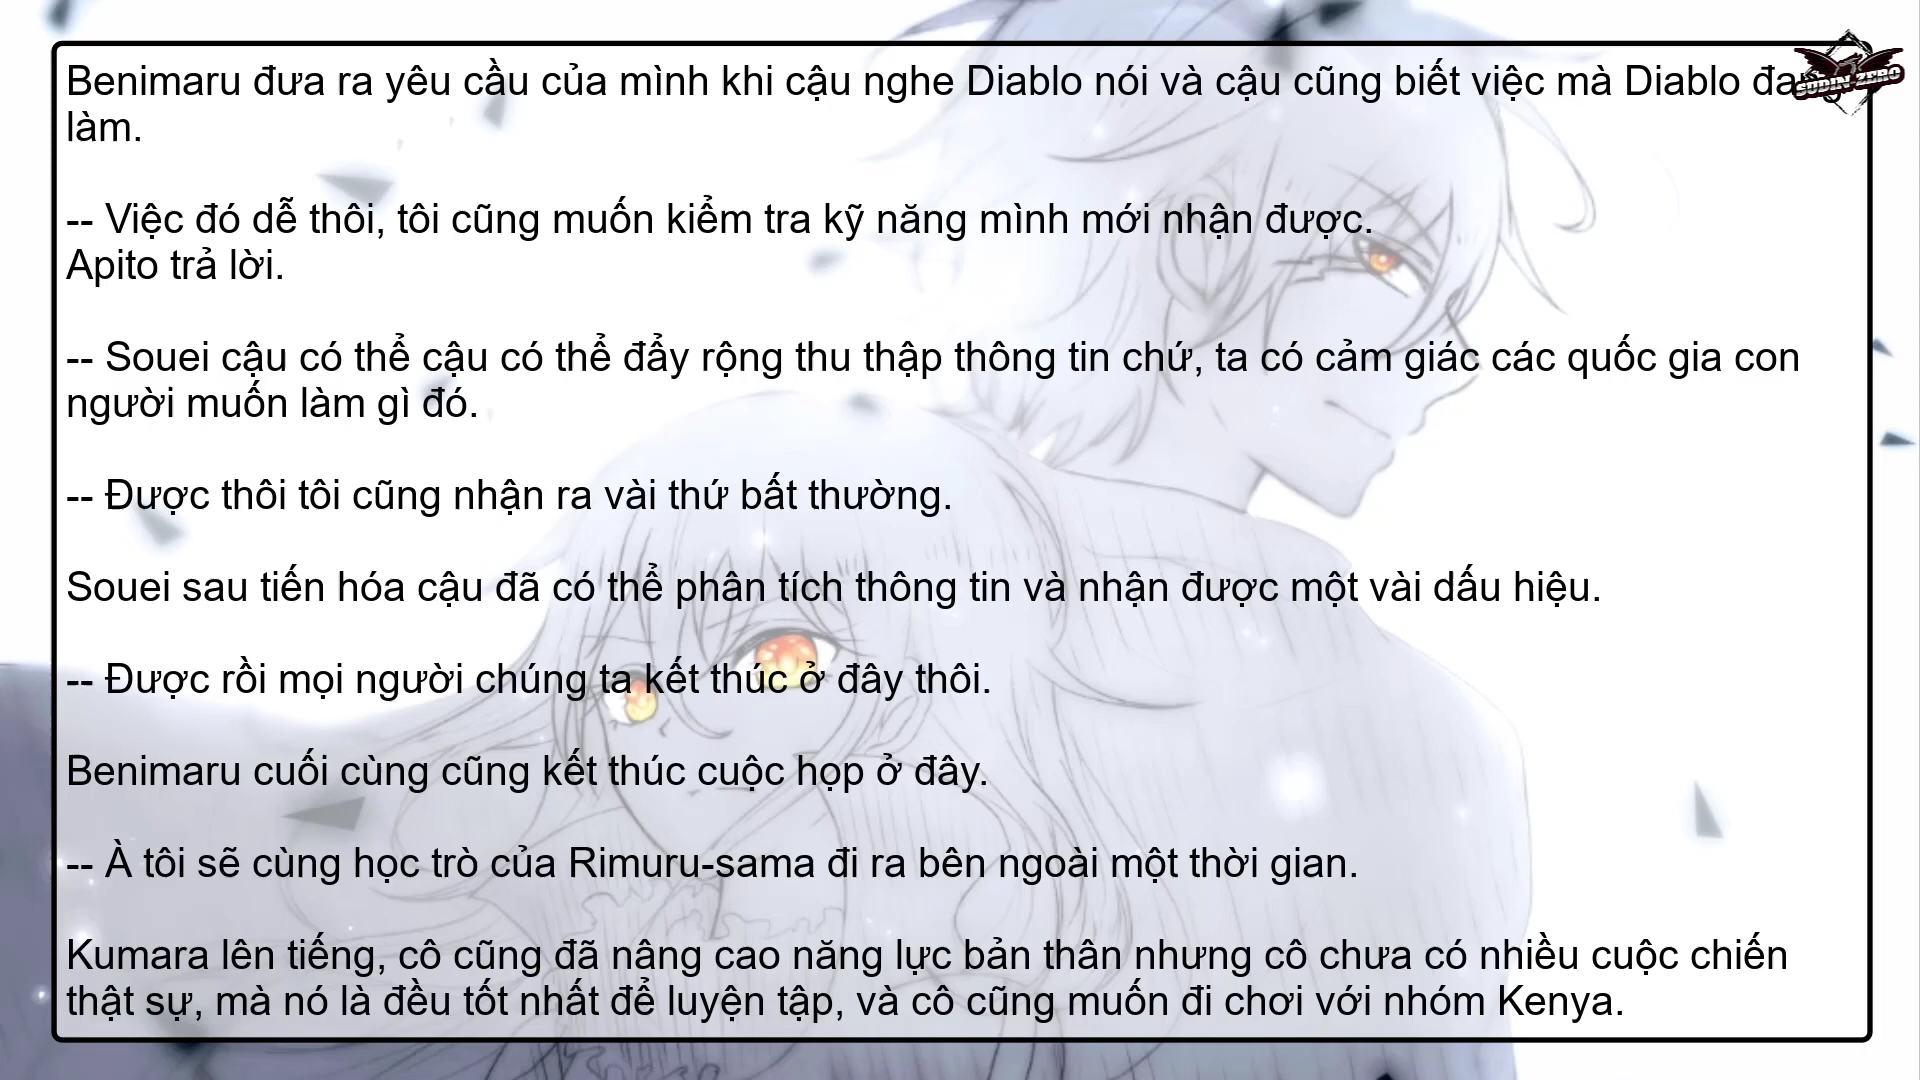 Benimaru đưa ra yêu cầu của mình khi cậu nghe Diablo nói và cậu cũng biết việc mà Diablo
làm.
-- Việc đó dễ thôi, tôi cũng muốn kiểm tra kỹ năng mình mới nhận được.
Apito trả lời.
-- Souei cậu có thể cậu có thể đẩy rộng thu thập thông tin chứ, ta có cảm giác các quốc gia con
người muốn làm gì đó.
-- Được thôi tôi cũng nhận ra vài thứ bất thường.
Souei sau tiến hóa cậu đã có thể phân tích thông tin và nhận được một vài dấu hiệu.
-- Được rồi mọi người chúng ta kết thúc ở đây thôi.
Benimaru cuối cùng cũng kết thúc cuộc họp ở đây.
-- À tôi sẽ cùng học trò của Rimuru-sama đi ra bên ngoài một thời gian.
Kumara lên tiếng, cô cũng đã nâng cao năng lực bản thân nhưng cô chưa có nhiều cuộc chiến
thật sự, mà nó là đều tốt nhất để luyện tập, và cô cũng muốn đi chơi với nhóm Kenya.